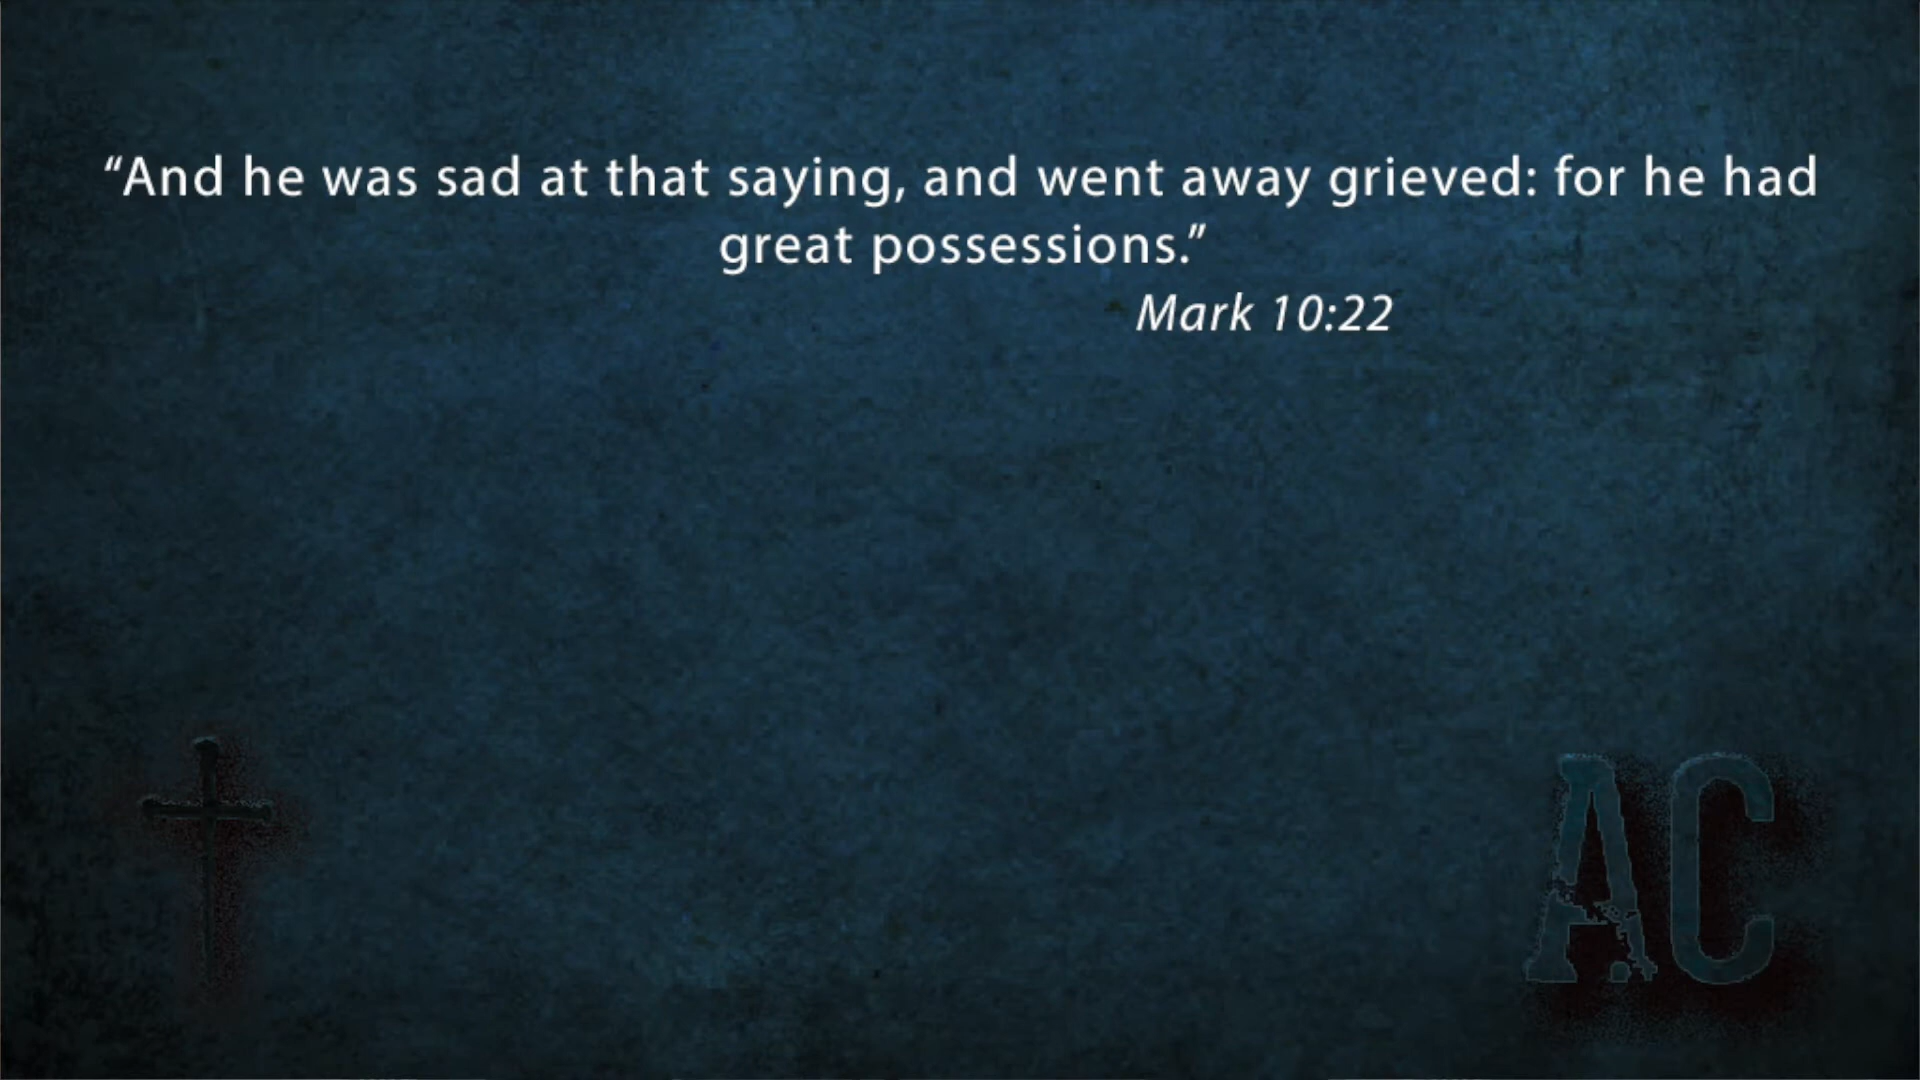 “And he was sad at that saying, and went away grieved: for he had
great possessions.”
Mark 10:22
AC